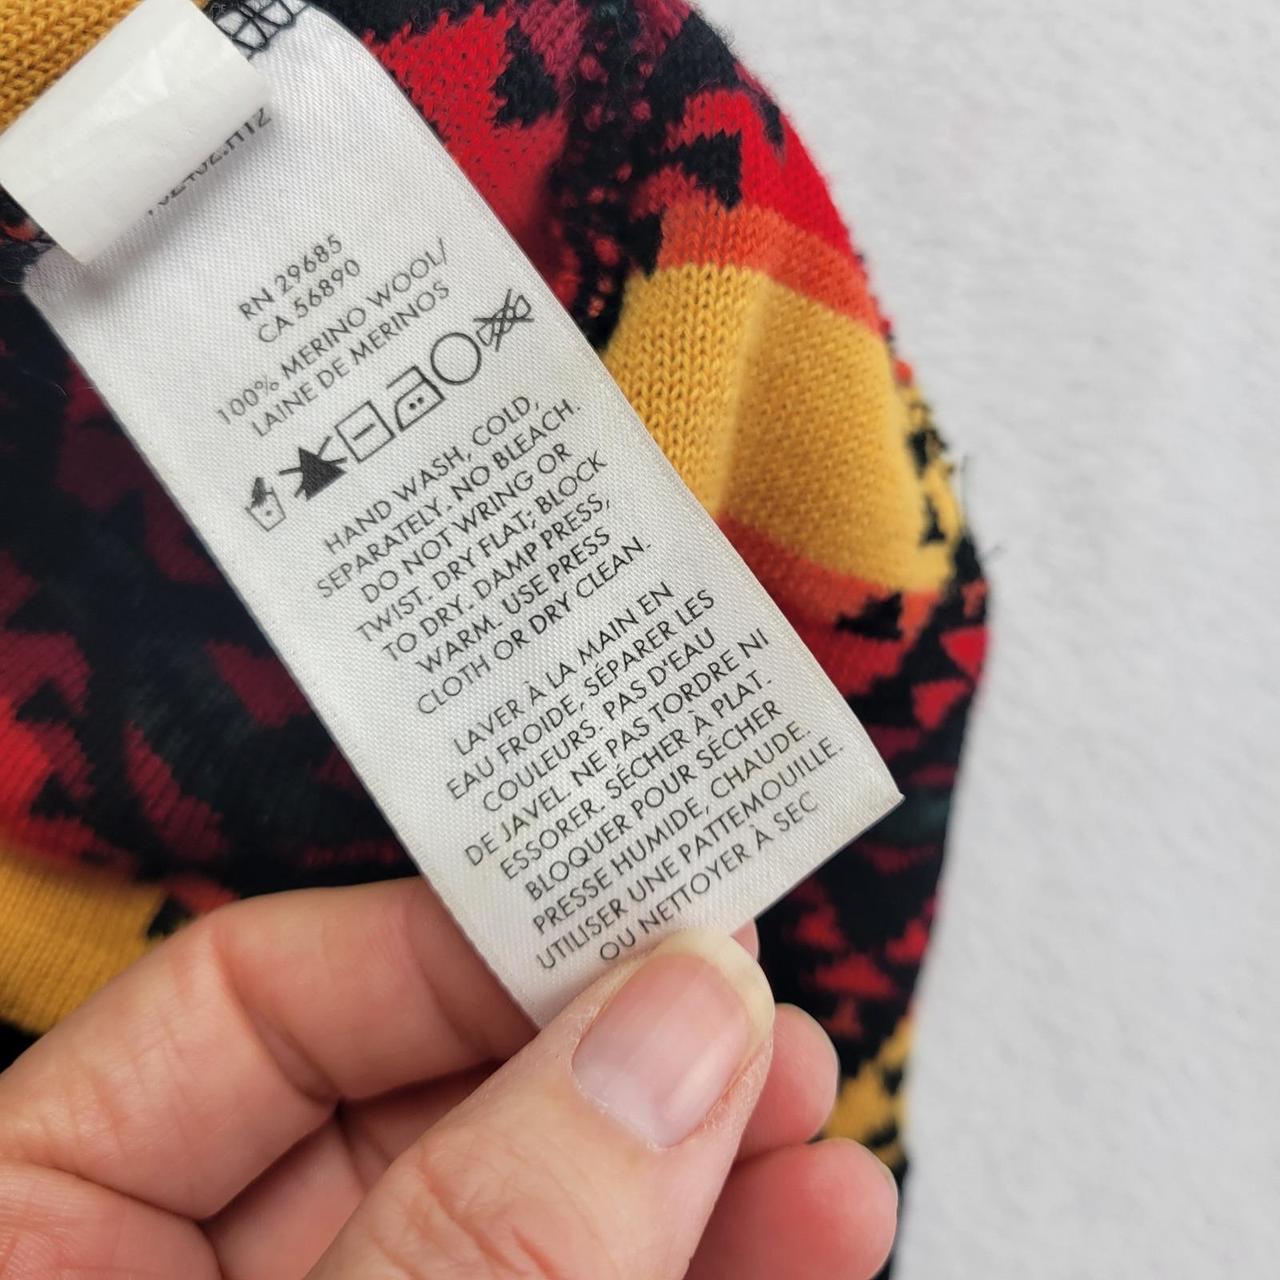 RN 29685
CA 56890
100% MERINO WOOL/
LAINE DE MERINOS
HAND WASH, COLD,
SEPARATELY. NO BLEACH.
DO NOT WRING OR
TWIST. DRY FLAT; BLOCK
TO DRY. DAMP PRESS,
WARM. USE PRESS
CLOTH OR DRY CLEAN.
LAVER À LA MAIN EN
EAU FROIDE, SÉPARER LES
COULEURS. PAS D'EAU
DE JAVEL. NE PAS TORDRE NI
ESSORER. SÉCHER À PLAT.
BLOQUER POUR SÉCHER
PRESSE HUMIDE, CHAUDE.
UTILISER UNE PATTEMOUILLE.
OU NETTOYER À SEC